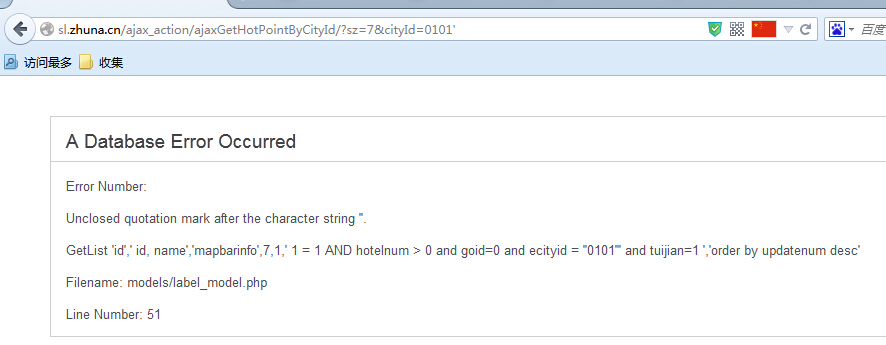 sl.zhuna.cn/ajax_action/ajaxGetHotPointByCityId/?sz=7&cityId=0101'
百度
访问最多 收集
A Database Error Occurred
Error Number:
Unclosed quotation mark after the character string ''.
GetList 'id',' id, name','mapbarinfo',7,1,' 1 = 1 AND hotelnum > 0 and goid=0 and ecityid = ''0101''' and tuijian=1 ','order by updatenum desc'
Filename: models/label_model.php
Line Number: 51